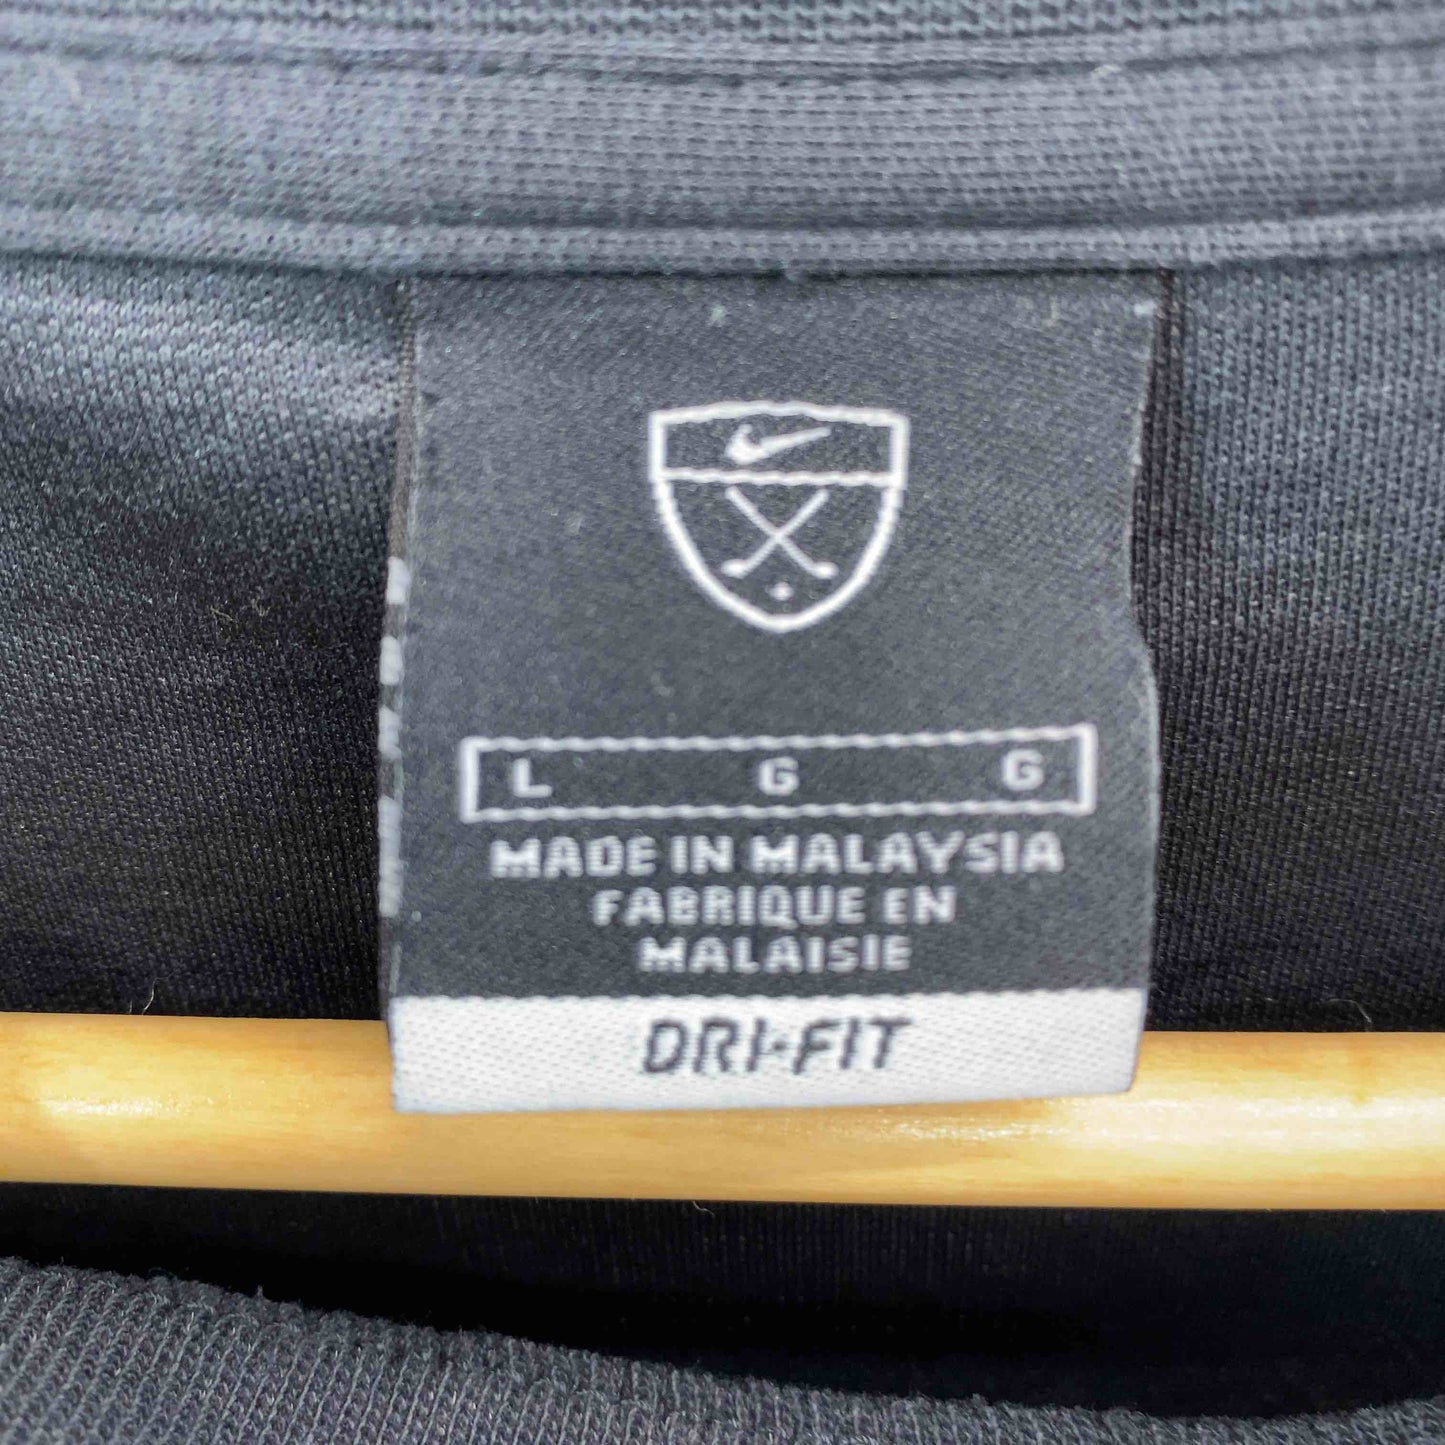 L G G
MADE IN MALAYSIA
FABRIQUE EN
MALAISIE
DRI-FIT